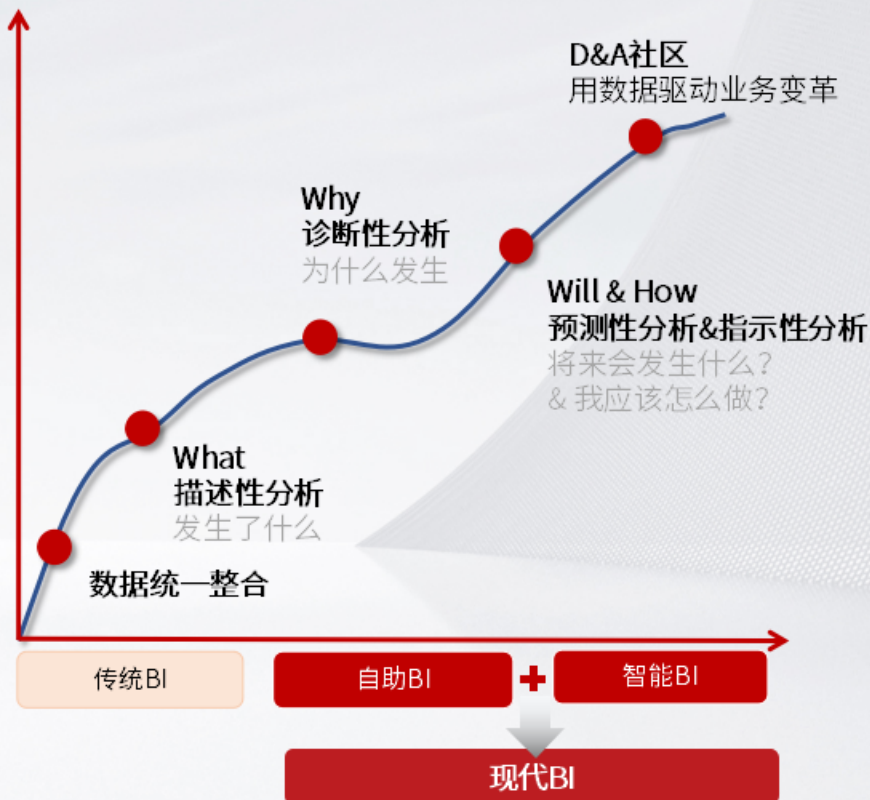 D&A社区
用数据驱动业务变革
Why
诊断性分析
为什么发生
Will & How
预测性分析&指示性分析
将来会发生什么？
& 我应该怎么做？
What
描述性分析
发生了什么
数据统一整合
传统BI
自助BI
智能BI
现代BI